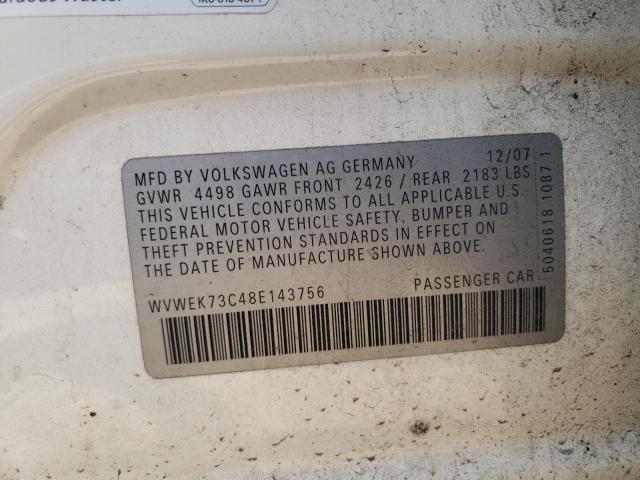 MFD BY VOLKSWAGEN AG GERMANY 12/07
GVWR 4498 GAWR FRONT 2426 / REAR 2183 LBS
THIS VEHICLE CONFORMS TO ALL APPLICABLE U.S.
FEDERAL MOTOR VEHICLE SAFETY, BUMPER AND
THEFT PREVENTION STANDARDS IN EFFECT ON
THE DATE OF MANUFACTURE SHOWN ABOVE.
WVWEK73C48E143756 PASSENGER CAR
5040618 1087 1